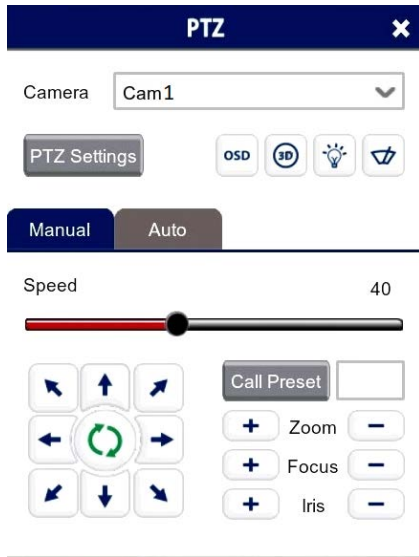 PTZ
Camera Cam1
PTZ Settings OSD 3D
Manual Auto
Speed 40
Call Preset
+ Zoom −
+ Focus −
+ Iris −